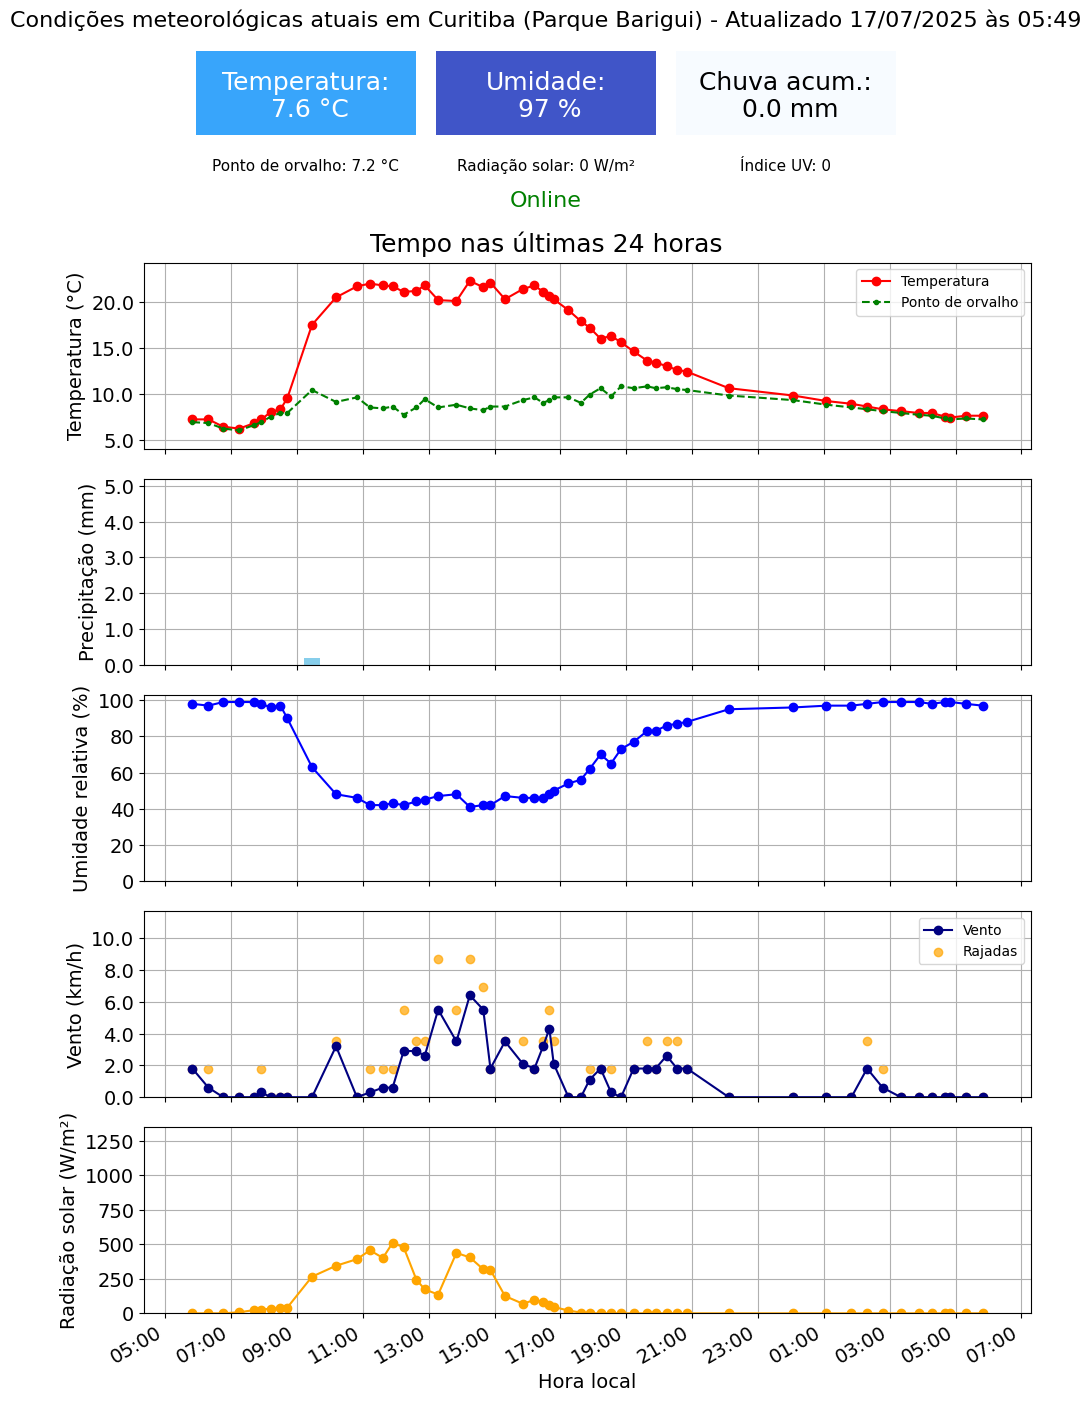 Condições meteorológicas atuais em Curitiba (Parque Barigui) - Atualizado 17/07/2025 às 05:49
Temperatura:
7.6 °C
Umidade:
97 %
Chuva acum.:
0.0 mm
Ponto de orvalho: 7.2 °C
Radiação solar: 0 W/m²
Índice UV: 0
Online
Tempo nas últimas 24 horas
Temperatura (°C)
20.0
15.0
10.0
5.0
Temperatura
Ponto de orvalho
Precipitação (mm)
5.0
4.0
3.0
2.0
1.0
0.0
Umidade relativa (%)
100
80
60
40
20
0
Vento (km/h)
10.0
8.0
6.0
4.0
2.0
0.0
Vento
Rajadas
Radiação solar (W/m²)
1250
1000
750
500
250
0
05:00
07:00
09:00
11:00
13:00
15:00
17:00
19:00
21:00
23:00
01:00
03:00
05:00
07:00
Hora local